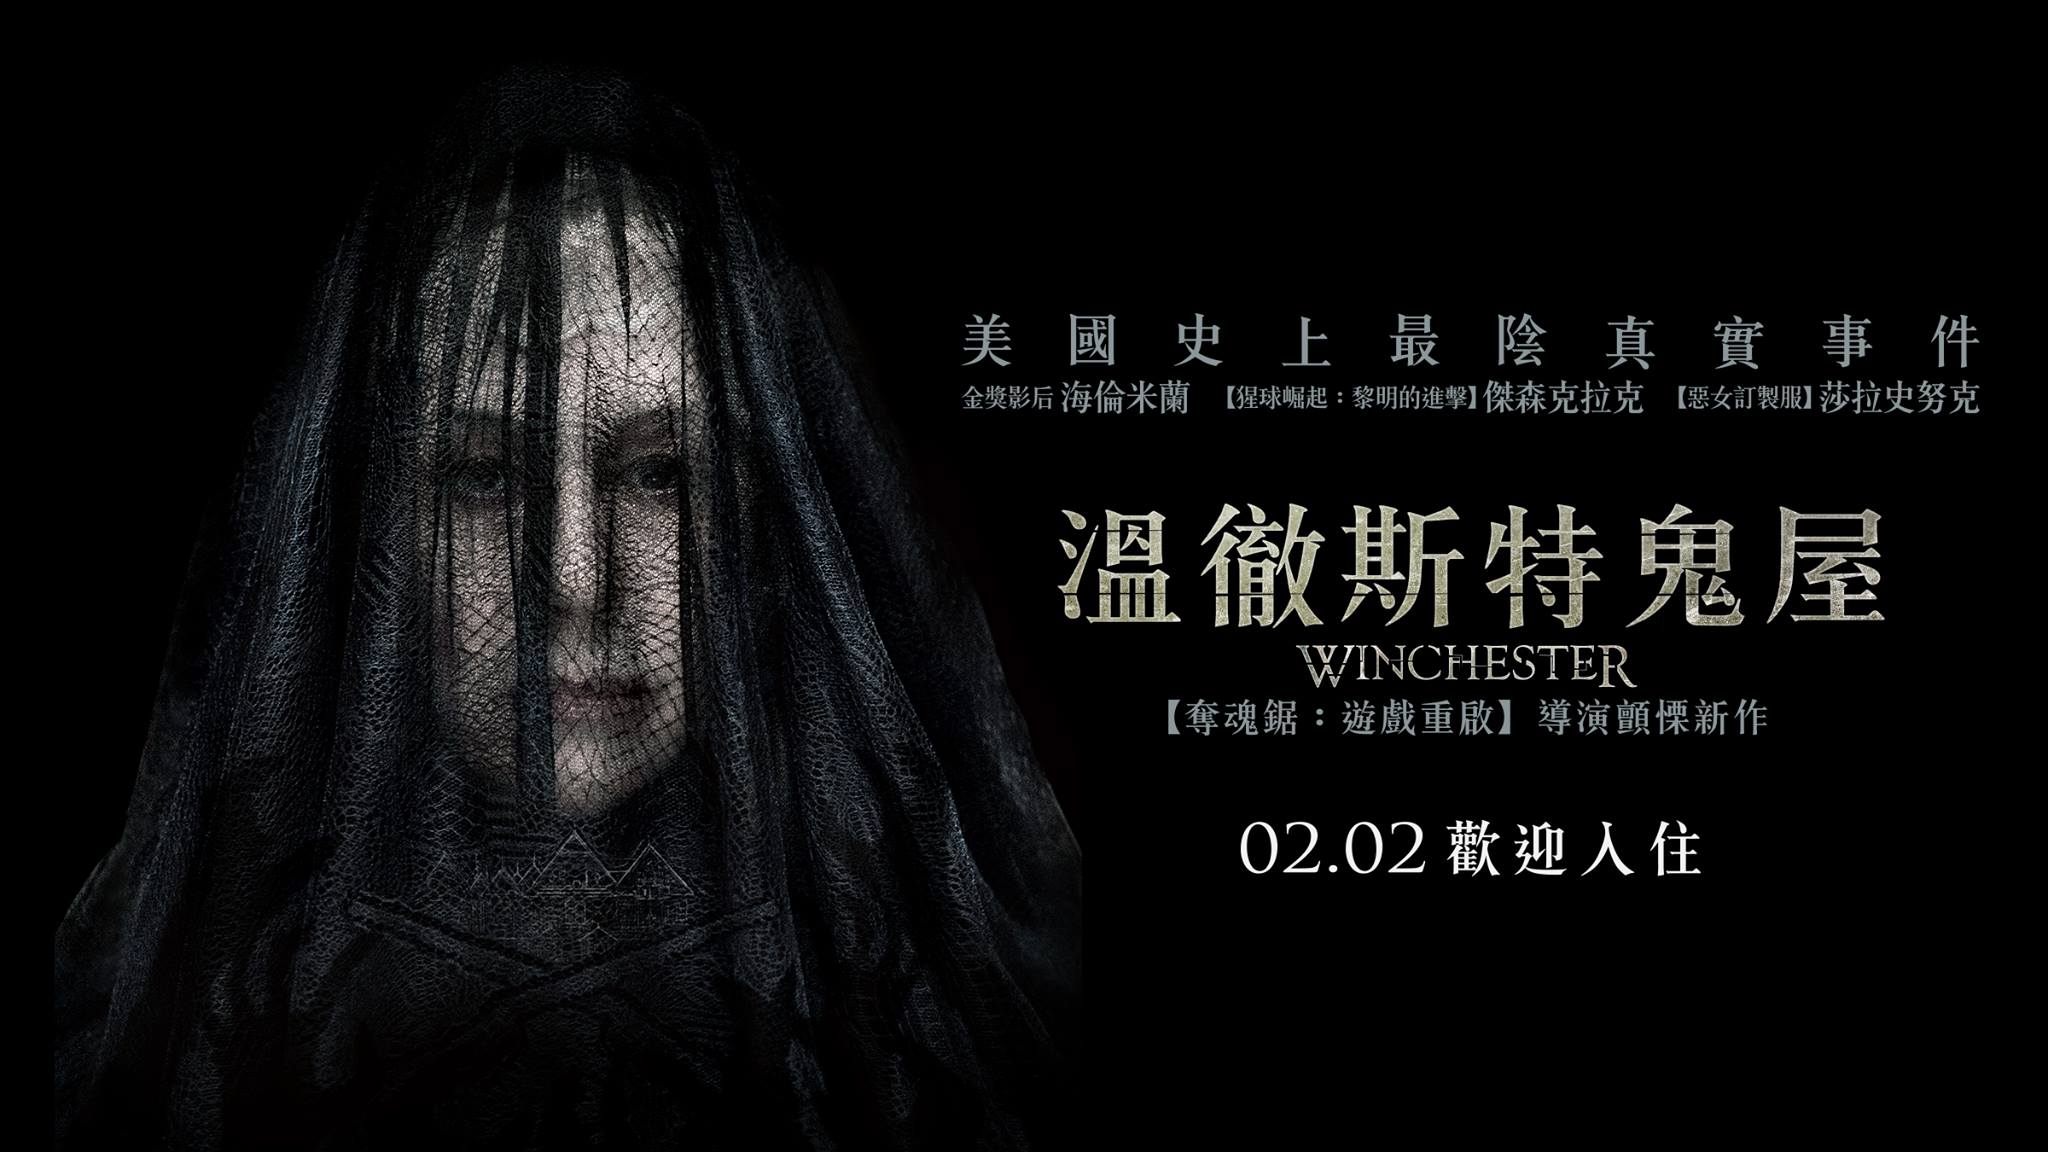 美國史上最陰真實事件
金獎影后 海倫米蘭 【猩球崛起：黎明的進擊】傑森克拉克 【惡女訂製服】莎拉史努克
溫徹斯特鬼屋
WINCHESTER
【奪魂鋸：遊戲重啟】導演顫慄新作
02.02 歡迎入住